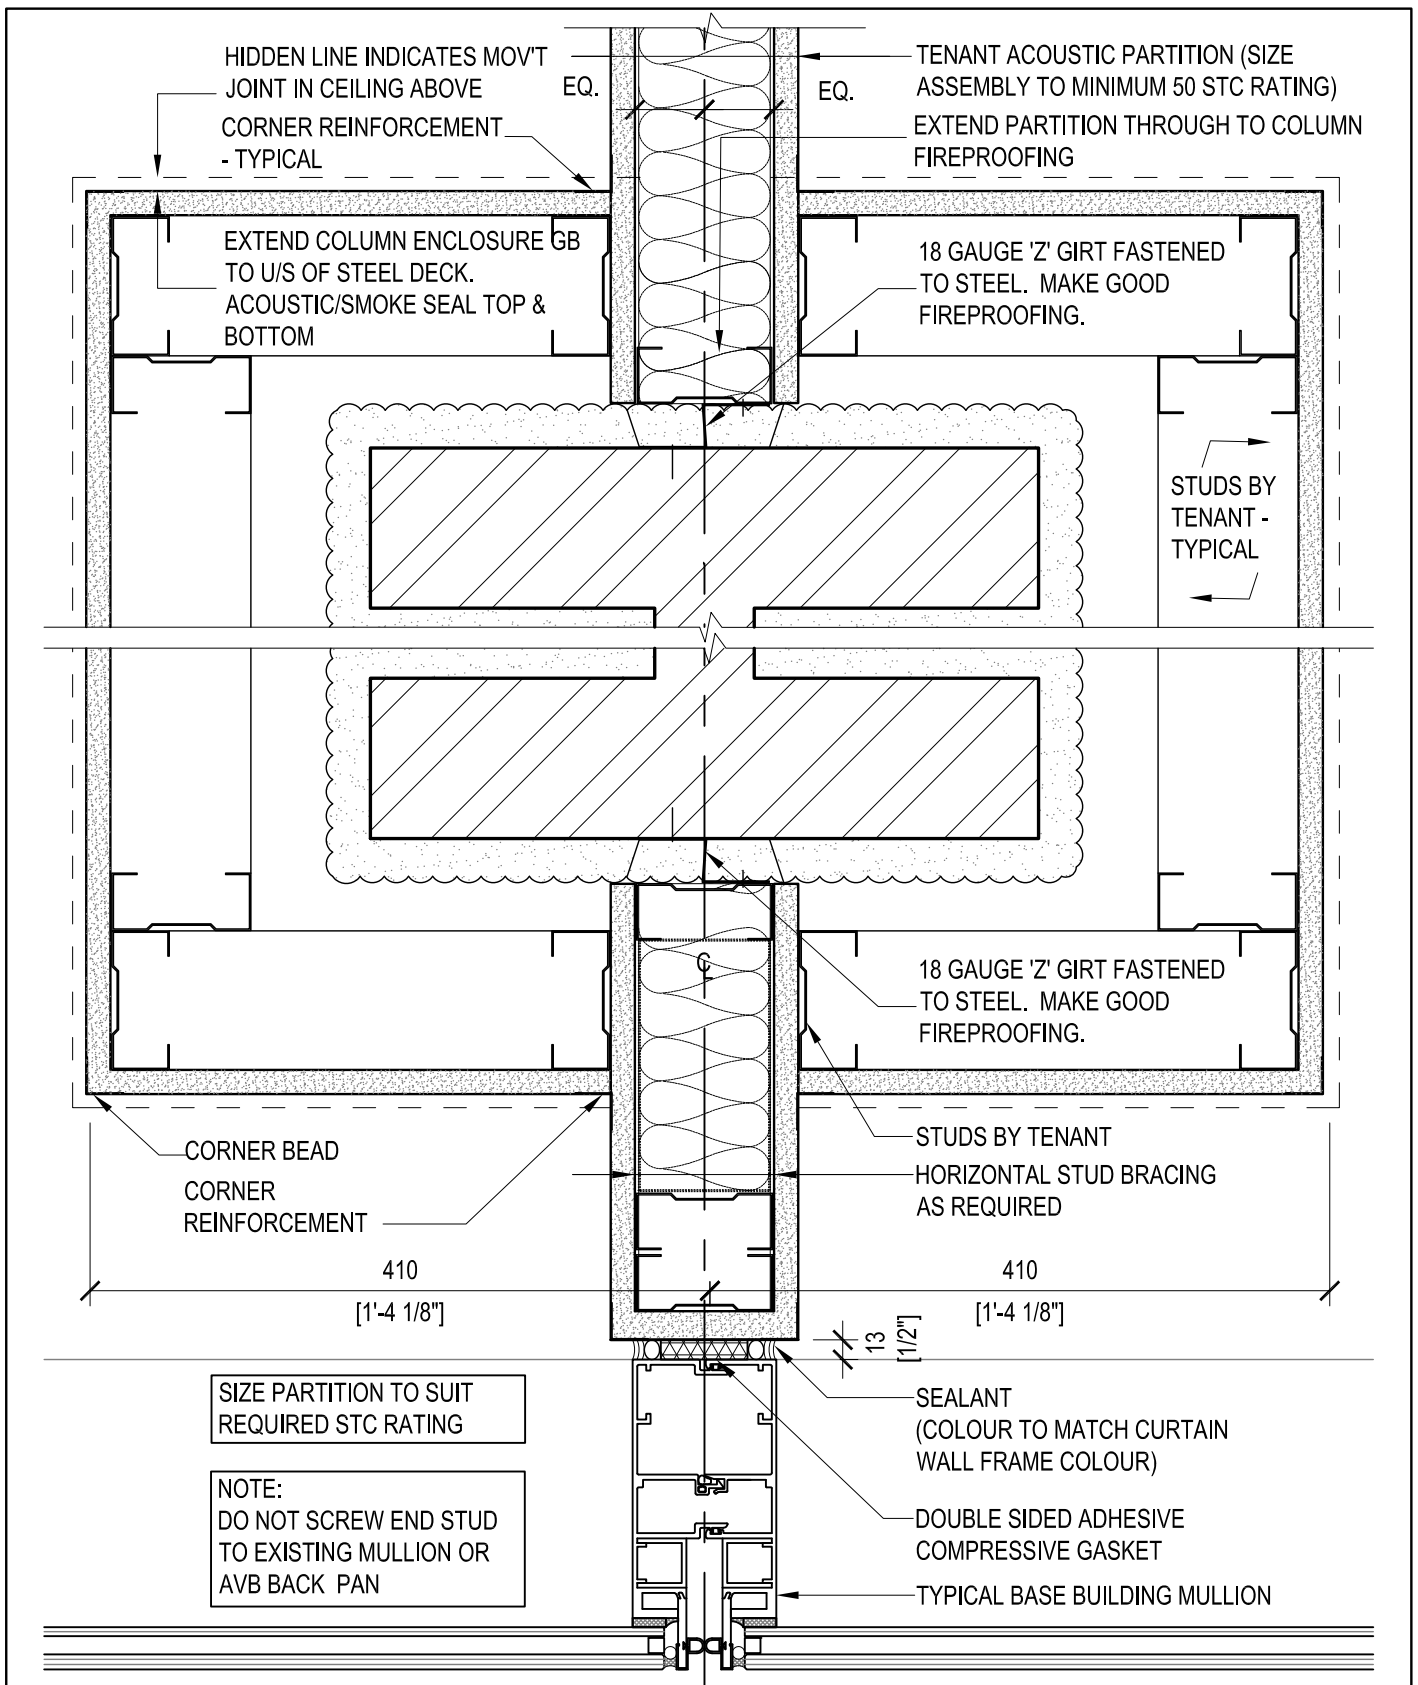 HIDDEN LINE INDICATES MOV'T
JOINT IN CEILING ABOVE
CORNER REINFORCEMENT
- TYPICAL
EQ.
EQ.
TENANT ACOUSTIC PARTITION (SIZE
ASSEMBLY TO MINIMUM 50 STC RATING)
EXTEND PARTITION THROUGH TO COLUMN
FIREPROOFING
EXTEND COLUMN ENCLOSURE GB
TO U/S OF STEEL DECK.
ACOUSTIC/SMOKE SEAL TOP &
BOTTOM
18 GAUGE 'Z' GIRT FASTENED
TO STEEL. MAKE GOOD
FIREPROOFING.
STUDS BY
TENANT -
TYPICAL
℄
18 GAUGE 'Z' GIRT FASTENED
TO STEEL. MAKE GOOD
FIREPROOFING.
CORNER BEAD
CORNER
REINFORCEMENT
STUDS BY TENANT
HORIZONTAL STUD BRACING
AS REQUIRED
410
[1'-4 1/8"]
410
[1'-4 1/8"]
13
[1/2"]
SIZE PARTITION TO SUIT
REQUIRED STC RATING
NOTE:
DO NOT SCREW END STUD
TO EXISTING MULLION OR
AVB BACK PAN
SEALANT
(COLOUR TO MATCH CURTAIN
WALL FRAME COLOUR)
DOUBLE SIDED ADHESIVE
COMPRESSIVE GASKET
TYPICAL BASE BUILDING MULLION